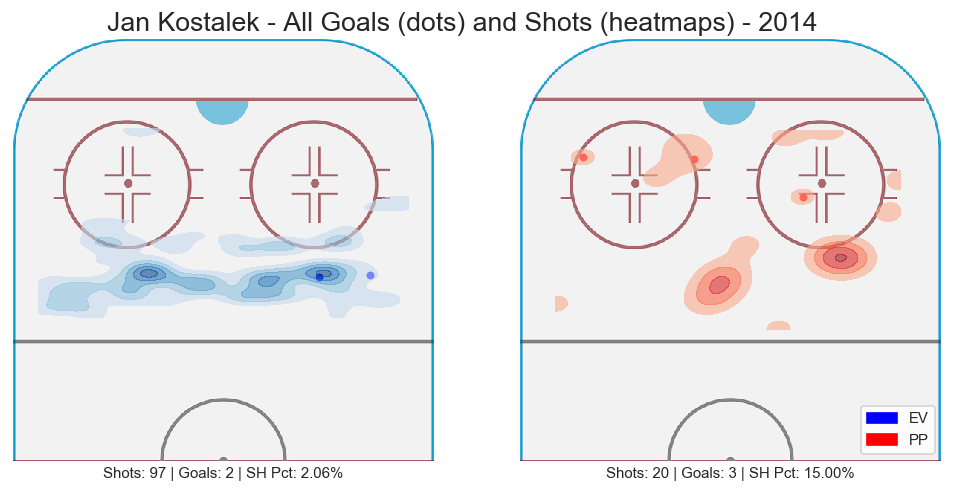 Jan Kostalek - All Goals (dots) and Shots (heatmaps) - 2014
EV
PP
Shots: 97 | Goals: 2 | SH Pct: 2.06%
Shots: 20 | Goals: 3 | SH Pct: 15.00%